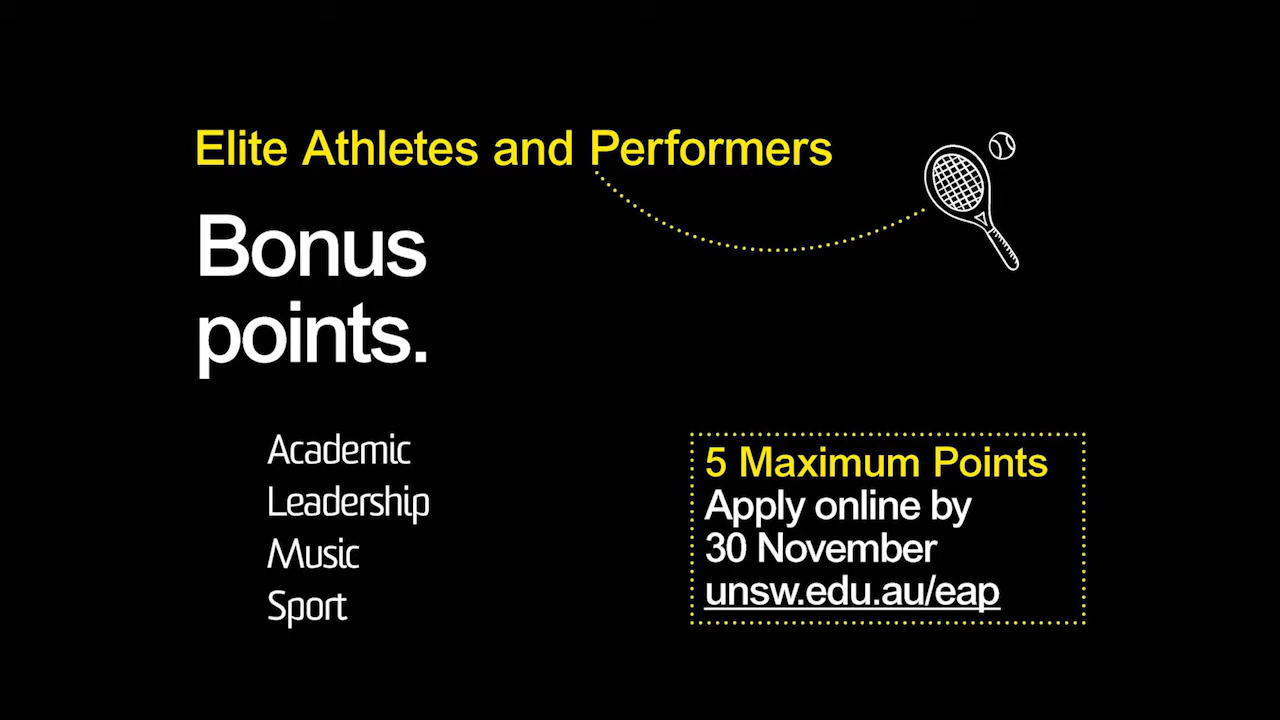 Elite Athletes and Performers
Bonus
points.
Academic
Leadership
Music
Sport
5 Maximum Points
Apply online by
30 November
unsw.edu.au/eap